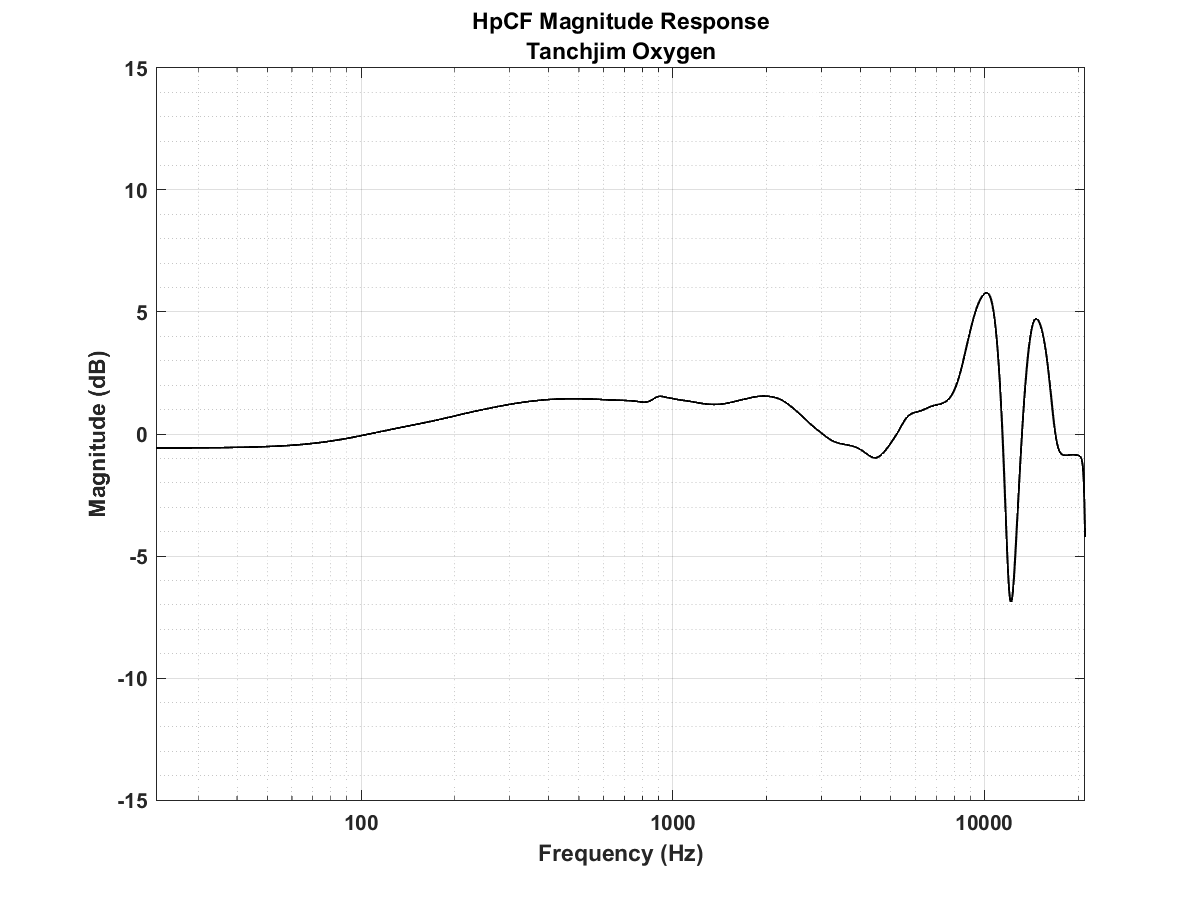 HpCF Magnitude Response
Tanchjim Oxygen
15
10
5
0
-5
-10
-15
Magnitude (dB)
100 1000 10000
Frequency (Hz)